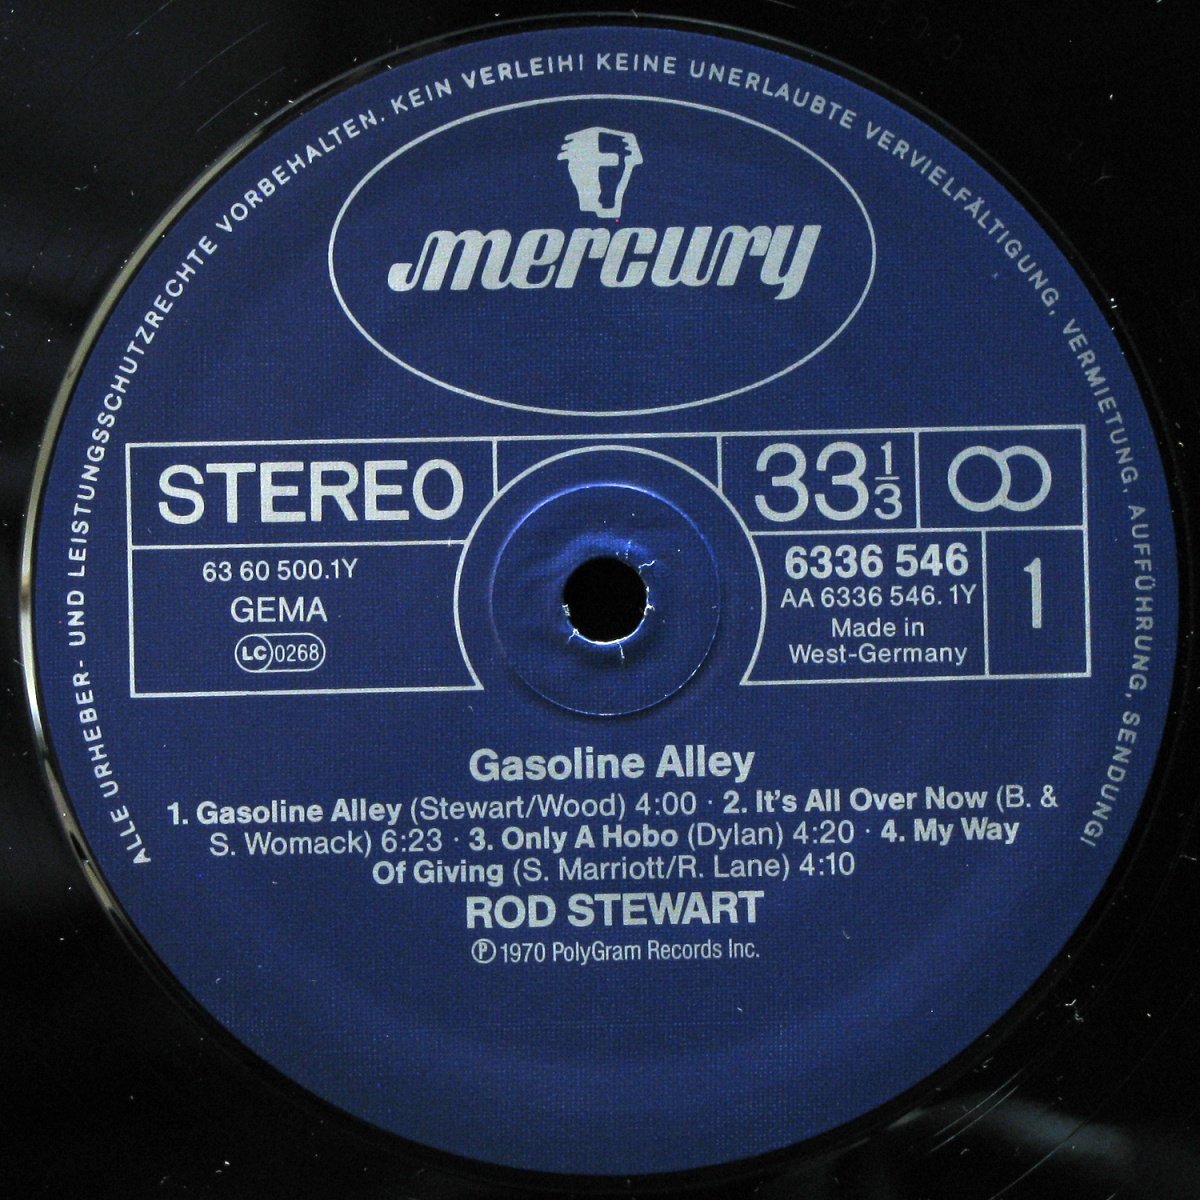 ALLE URHEBER- UND LEISTUNGSSCHUTZRECHTE VORBEHALTEN. KEIN VERLEIH! KEINE UNERLAUBTE VERVIELFÄLTIGUNG, VERMIETUNG, AUFFÜHRUNG, SENDUNG!
mercury
STEREO
33 1/3
63 60 500.1Y
GEMA
LC 0268
6336 546
AA 6336 546. 1Y
Made in
West-Germany
1
Gasoline Alley
1. Gasoline Alley (Stewart/Wood) 4:00 · 2. It's All Over Now (B. &
S. Womack) 6:23 · 3. Only A Hobo (Dylan) 4:20 · 4. My Way
Of Giving (S. Marriott/R. Lane) 4:10
ROD STEWART
Ⓟ 1970 PolyGram Records Inc.